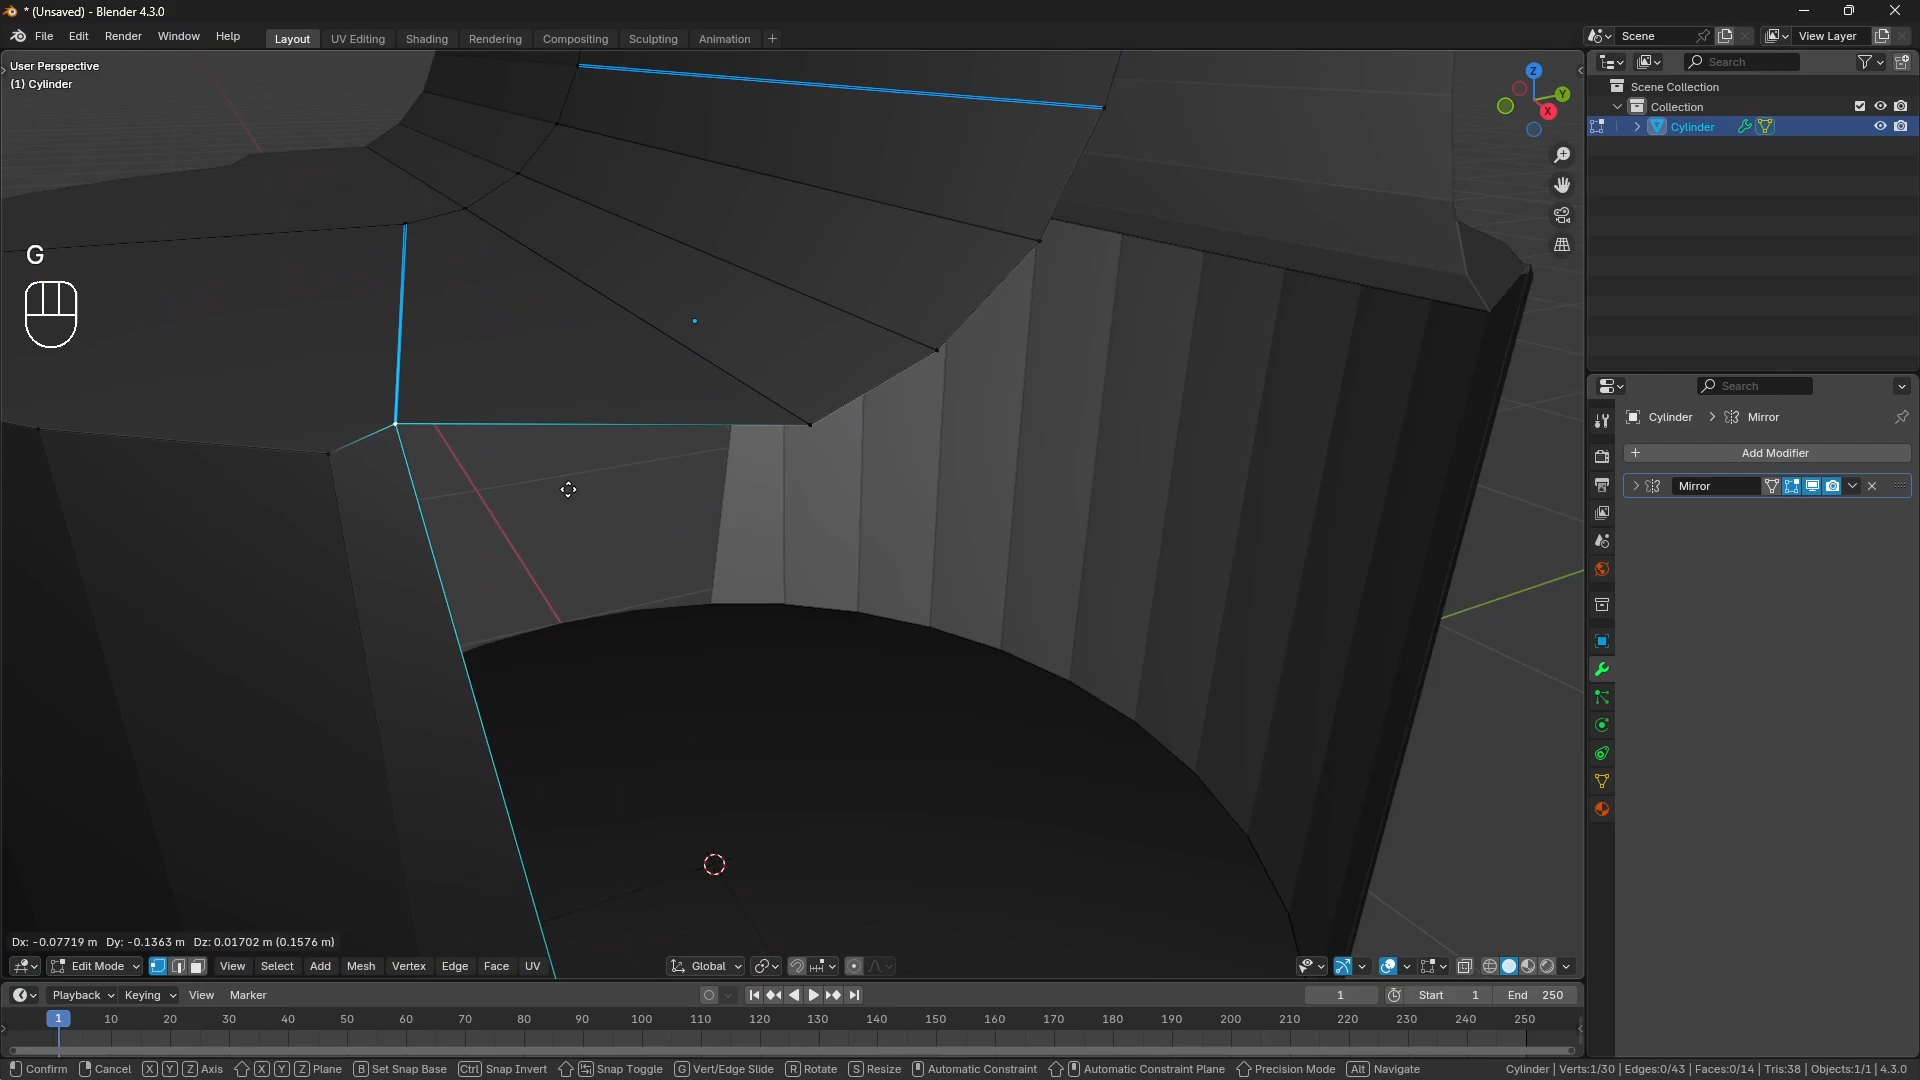 * (Unsaved) - Blender 4.3.0
File Edit Render Window Help Layout UV Editing Shading Rendering Compositing Sculpting Animation + Scene View Layer
User Perspective
(1) Cylinder
G
Z
Y
X
Search
Scene Collection
Collection
Cylinder
Search
Cylinder > Mirror
+ Add Modifier
Mirror
Dx: -0.07719 m Dy: -0.1363 m Dz: 0.01702 m (0.1576 m)
Edit Mode View Select Add Mesh Vertex Edge Face UV Global
Playback Keying View Marker 1 Start 1 End 250
1 10 20 30 40 50 60 70 80 90 100 110 120 130 140 150 160 170 180 190 200 210 220 230 240 250
Confirm Cancel X Y Z Axis X Y Z Plane B Set Snap Base Ctrl Snap Invert Snap Toggle G Vert/Edge Slide R Rotate S Resize Automatic Constraint Automatic Constraint Plane Precision Mode Alt Navigate Cylinder | Verts:1/30 | Edges:0/43 | Faces:0/14 | Tris:38 | Objects:1/1 | 4.3.0